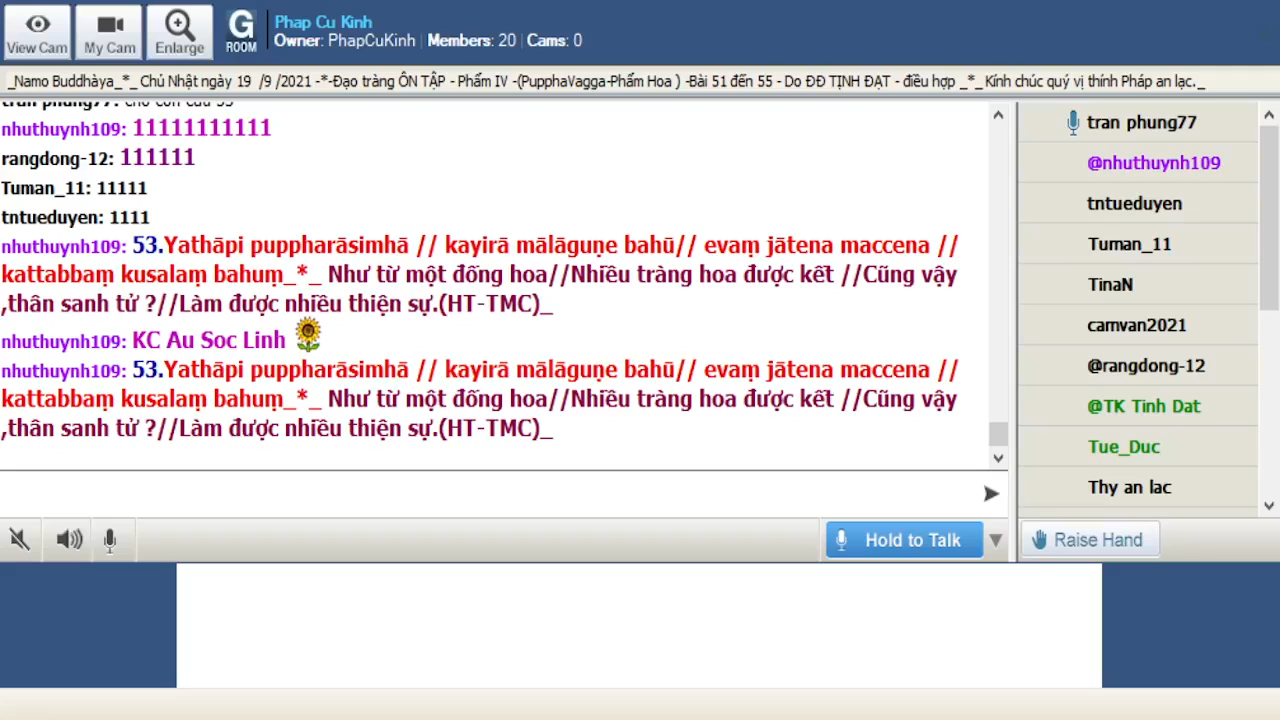 View Cam
My Cam
Enlarge
G
ROOM
Phap Cu Kinh
Owner: PhapCuKinh | Members: 20 | Cams: 0
_Namo Buddhàya_*_ Chủ Nhật ngày 19 /9 /2021 -*-Đạo tràng ÔN TẬP - Phẩm IV -(PupphaVagga-Phẩm Hoa ) -Bài 51 đến 55 - Do ĐĐ TỊNH ĐẠT - điều hợp _*_ Kính chúc quý vị thính Pháp an lạc._
tran phung77: cho con cau 53
nhuthuynh109: 11111111111
rangdong-12: 111111
Tuman_11: 11111
tntueduyen: 1111
nhuthuynh109: 53.Yathāpi puppharāsimhā // kayirā mālāguṇe bahū// evaṃ jātena maccena //
kattabbaṃ kusalaṃ bahuṃ_*_ Như từ một đống hoa//Nhiều tràng hoa được kết //Cũng vậy
,thân sanh tử ?//Làm được nhiều thiện sự.(HT-TMC)_
nhuthuynh109: KC Au Soc Linh
nhuthuynh109: 53.Yathāpi puppharāsimhā // kayirā mālāguṇe bahū// evaṃ jātena maccena //
kattabbaṃ kusalaṃ bahuṃ_*_ Như từ một đống hoa//Nhiều tràng hoa được kết //Cũng vậy
,thân sanh tử ?//Làm được nhiều thiện sự.(HT-TMC)_
Hold to Talk
tran phung77
@nhuthuynh109
tntueduyen
Tuman_11
TinaN
camvan2021
@rangdong-12
@TK Tinh Dat
Tue_Duc
Thy an lac
Raise Hand